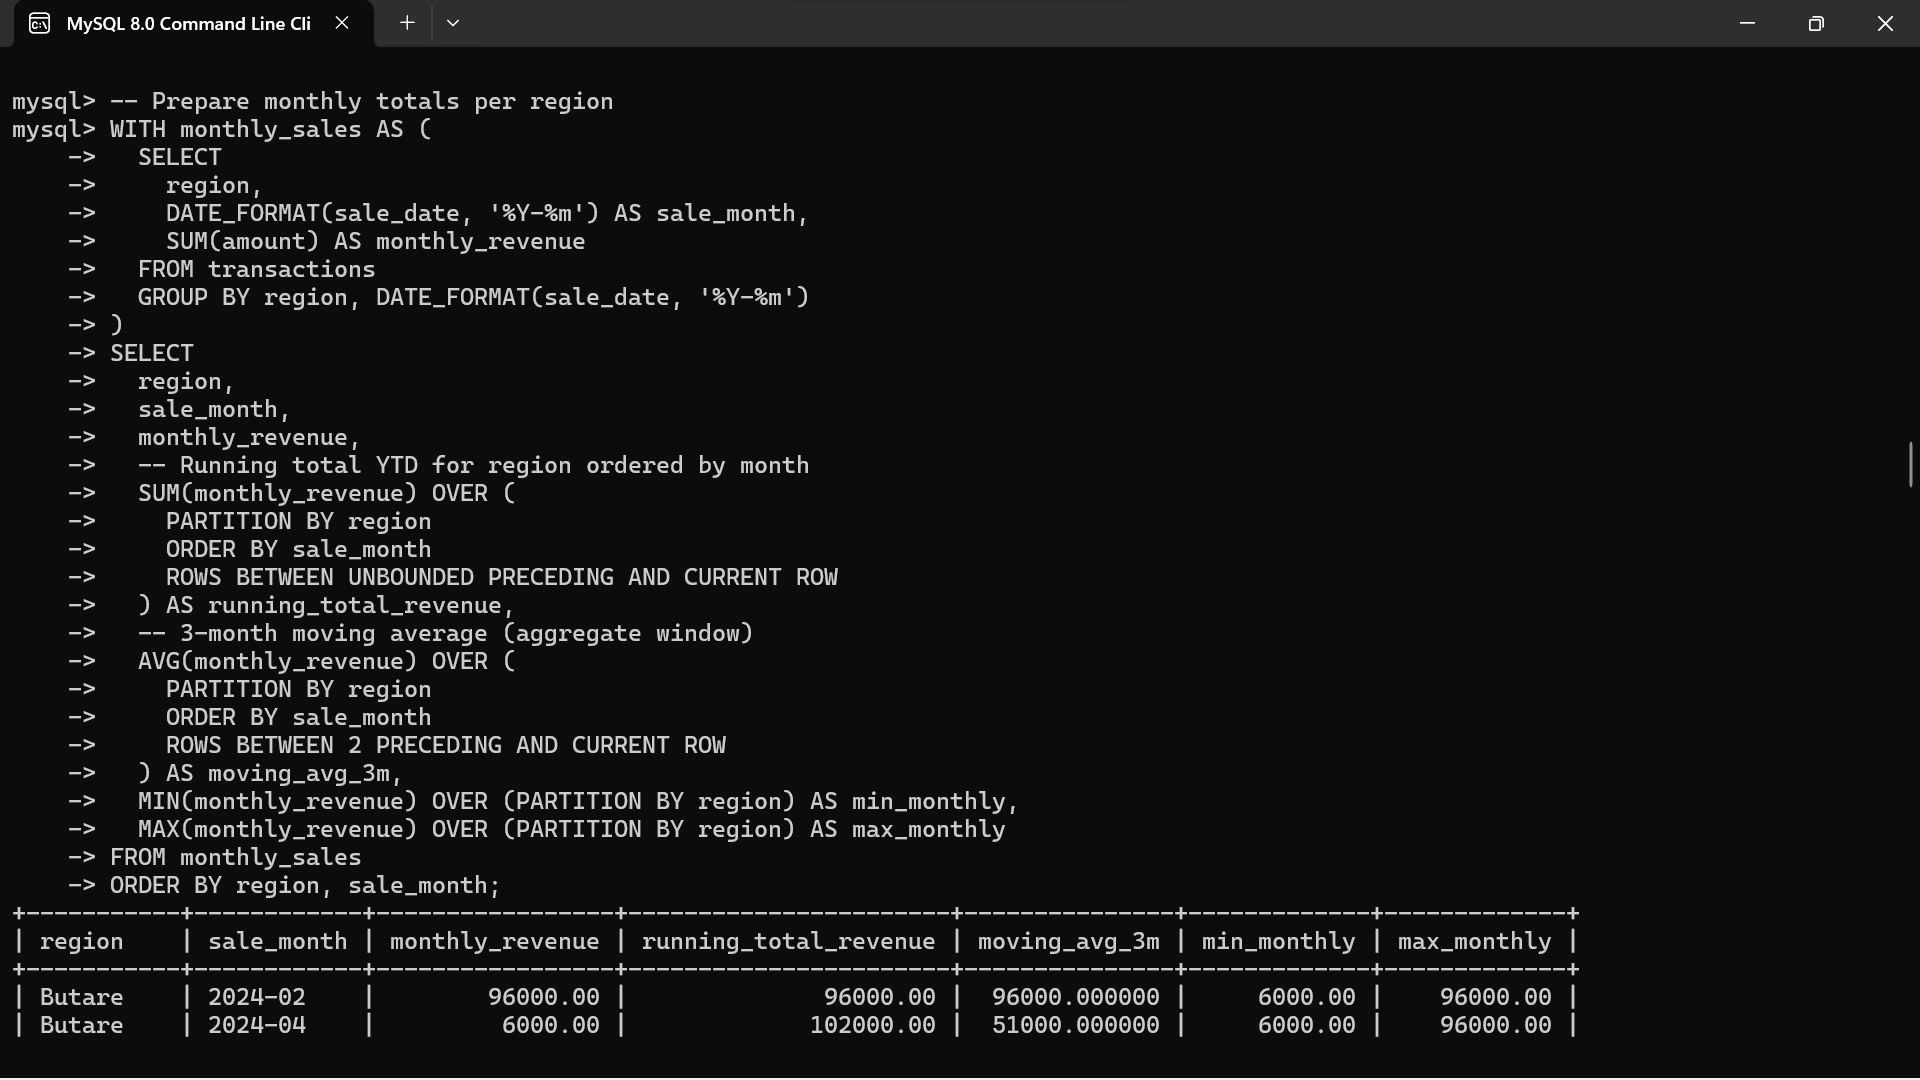 MySQL 8.0 Command Line Cli
mysql> -- Prepare monthly totals per region
mysql> WITH monthly_sales AS (
    ->   SELECT
    ->     region,
    ->     DATE_FORMAT(sale_date, '%Y-%m') AS sale_month,
    ->     SUM(amount) AS monthly_revenue
    ->   FROM transactions
    ->   GROUP BY region, DATE_FORMAT(sale_date, '%Y-%m')
    -> )
    -> SELECT
    ->   region,
    ->   sale_month,
    ->   monthly_revenue,
    ->   -- Running total YTD for region ordered by month
    ->   SUM(monthly_revenue) OVER (
    ->     PARTITION BY region
    ->     ORDER BY sale_month
    ->     ROWS BETWEEN UNBOUNDED PRECEDING AND CURRENT ROW
    ->   ) AS running_total_revenue,
    ->   -- 3-month moving average (aggregate window)
    ->   AVG(monthly_revenue) OVER (
    ->     PARTITION BY region
    ->     ORDER BY sale_month
    ->     ROWS BETWEEN 2 PRECEDING AND CURRENT ROW
    ->   ) AS moving_avg_3m,
    ->   MIN(monthly_revenue) OVER (PARTITION BY region) AS min_monthly,
    ->   MAX(monthly_revenue) OVER (PARTITION BY region) AS max_monthly
    -> FROM monthly_sales
    -> ORDER BY region, sale_month;
+-----------+------------+-----------------+-----------------------+---------------+-------------+-------------+
| region    | sale_month | monthly_revenue | running_total_revenue | moving_avg_3m | min_monthly | max_monthly |
+-----------+------------+-----------------+-----------------------+---------------+-------------+-------------+
| Butare    | 2024-02    |        96000.00 |              96000.00 |  96000.000000 |     6000.00 |    96000.00 |
| Butare    | 2024-04    |         6000.00 |             102000.00 |  51000.000000 |     6000.00 |    96000.00 |